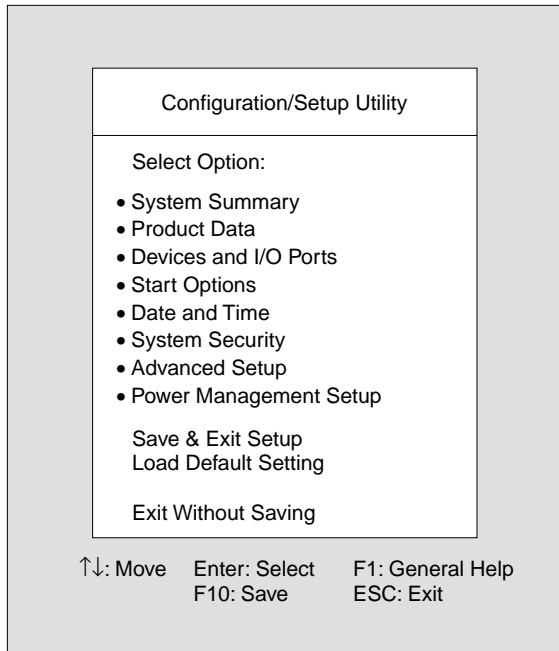 Configuration/Setup Utility
Select Option:
• System Summary
• Product Data
• Devices and I/O Ports
• Start Options
• Date and Time
• System Security
• Advanced Setup
• Power Management Setup
Save & Exit Setup
Load Default Setting
Exit Without Saving
↑↓: Move Enter: Select F1: General Help
F10: Save ESC: Exit